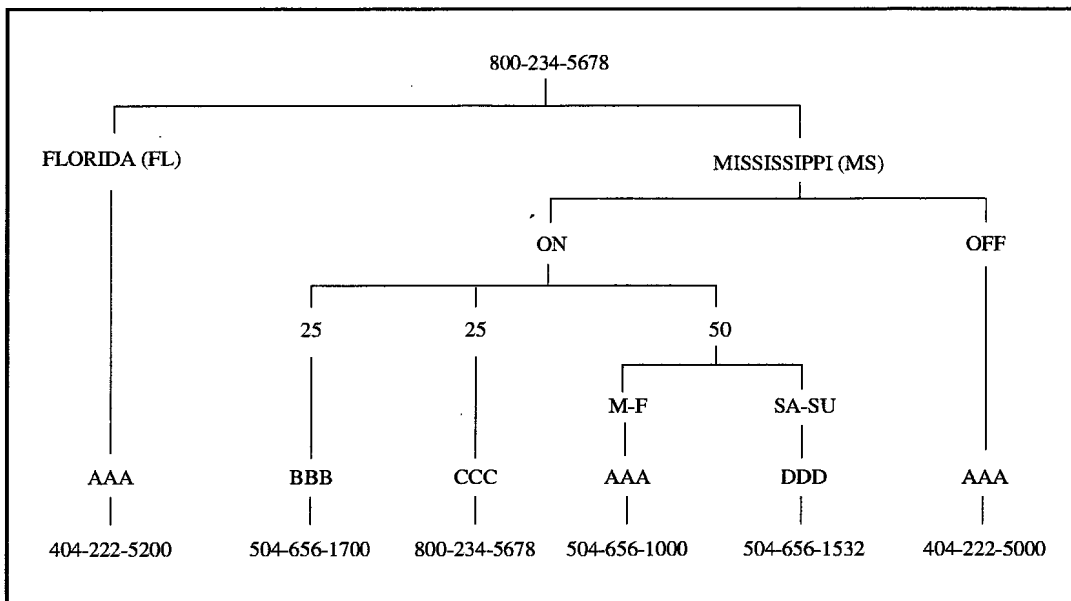 800-234-5678
FLORIDA (FL)
MISSISSIPPI (MS)
ON OFF
25 25 50
M-F SA-SU
AAA BBB CCC AAA DDD AAA
404-222-5200 504-656-1700 800-234-5678 504-656-1000 504-656-1532 404-222-5000